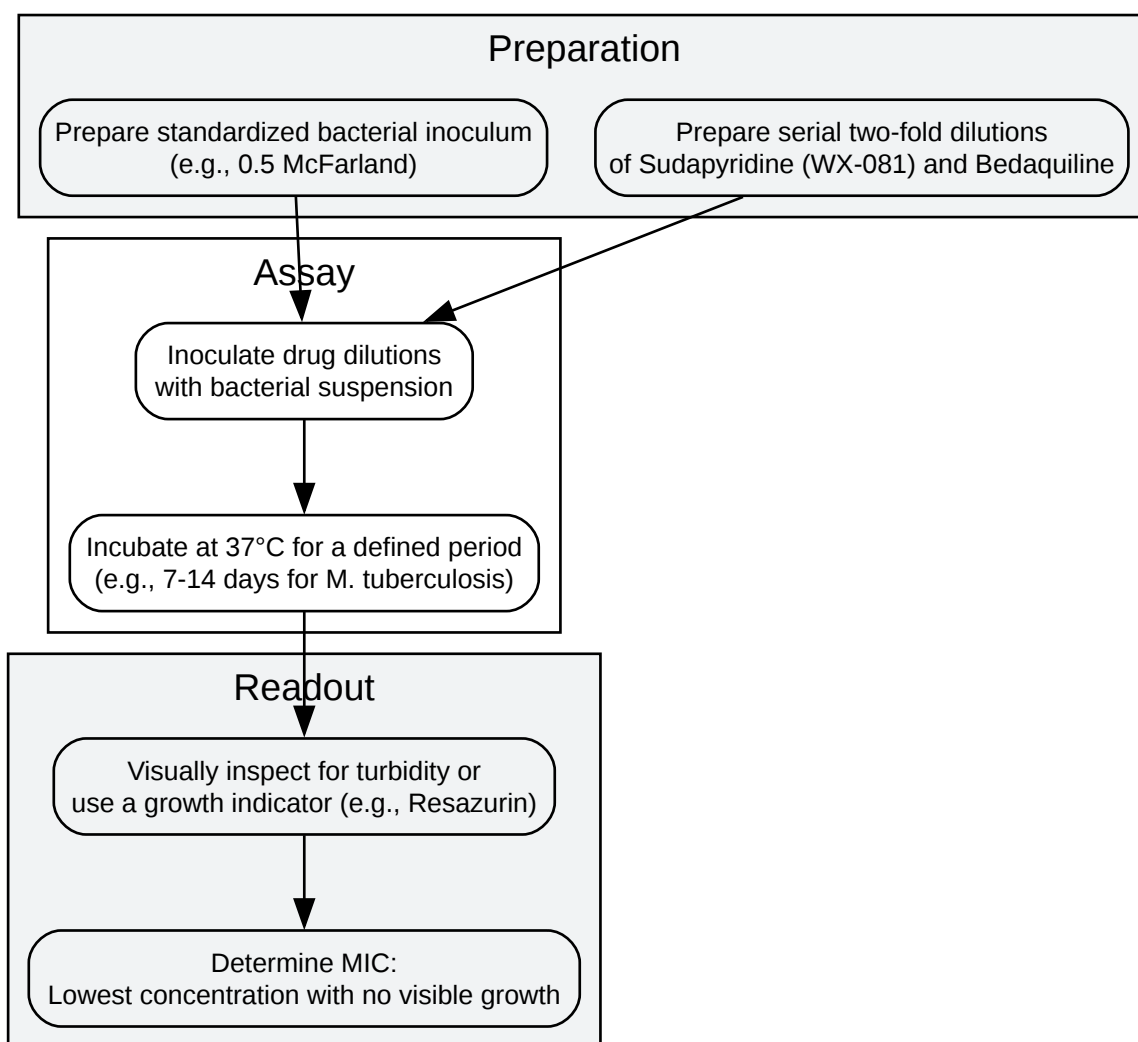 Preparation
Prepare standardized bacterial inoculum
(e.g., 0.5 McFarland)
Prepare serial two-fold dilutions
of Sudapyridine (WX-081) and Bedaquiline
Assay
Inoculate drug dilutions
with bacterial suspension
Incubate at 37°C for a defined period
(e.g., 7-14 days for M. tuberculosis)
Readout
Visually inspect for turbidity or
use a growth indicator (e.g., Resazurin)
Determine MIC:
Lowest concentration with no visible growth